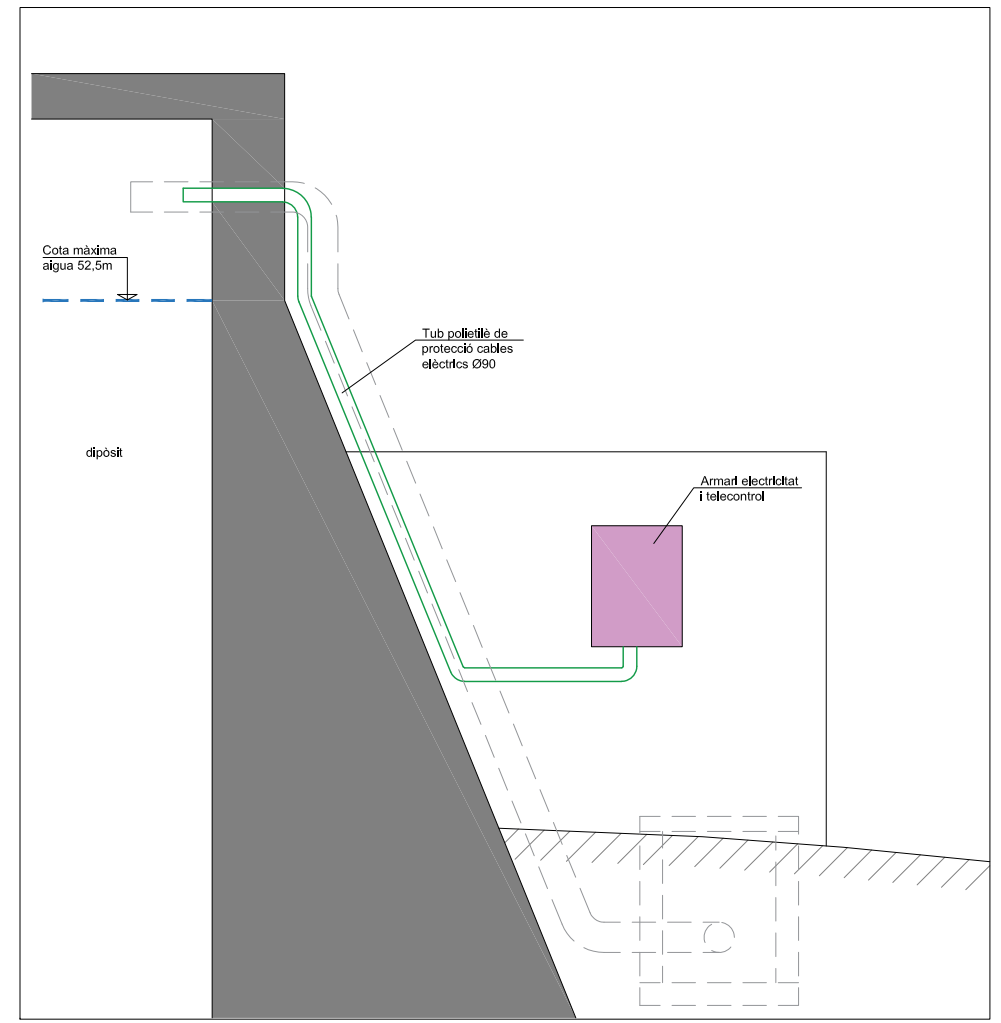 Cota màxima
aigua 52,5m
Tub polietilè de
protecció cables
elèctrics Ø90
dipòsit
Armari electricitat
i telecontrol